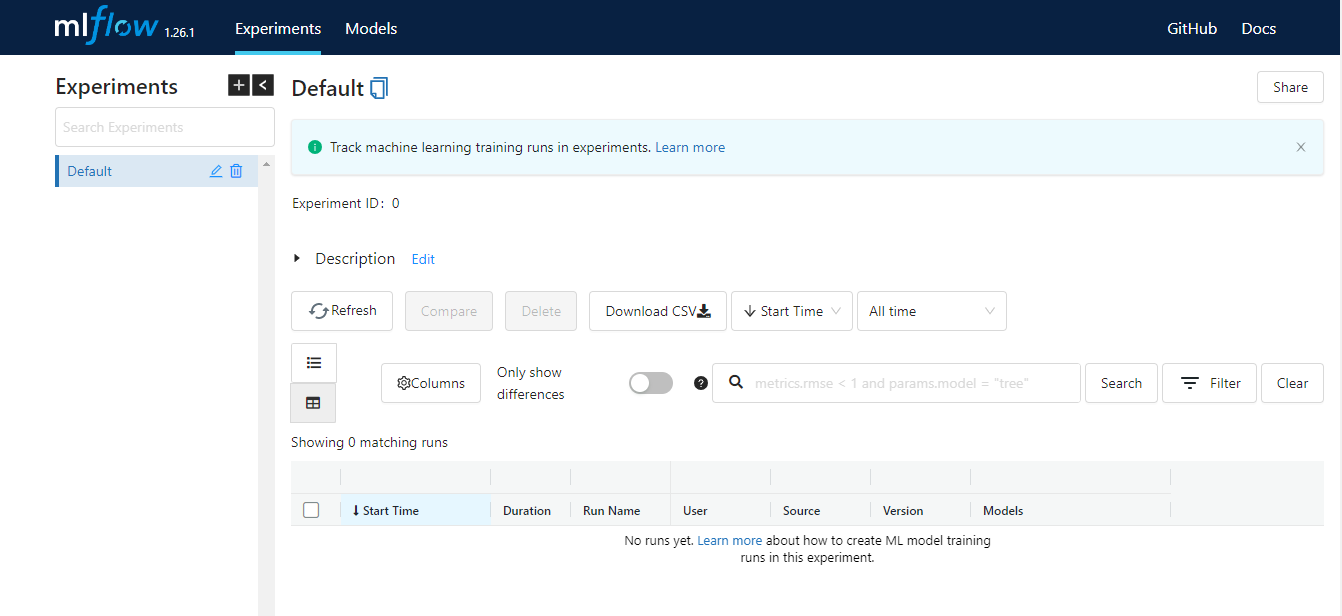 mlflow 1.26.1 Experiments Models GitHub Docs
Experiments
Search Experiments
Default
Default
Share
Track machine learning training runs in experiments. Learn more
Experiment ID: 0
Description Edit
Refresh Compare Delete Download CSV Start Time All time
Columns
Only show
differences
metrics.rmse < 1 and params.model = "tree"
Search Filter Clear
Showing 0 matching runs
Start Time Duration Run Name User Source Version Models
No runs yet. Learn more about how to create ML model training
runs in this experiment.